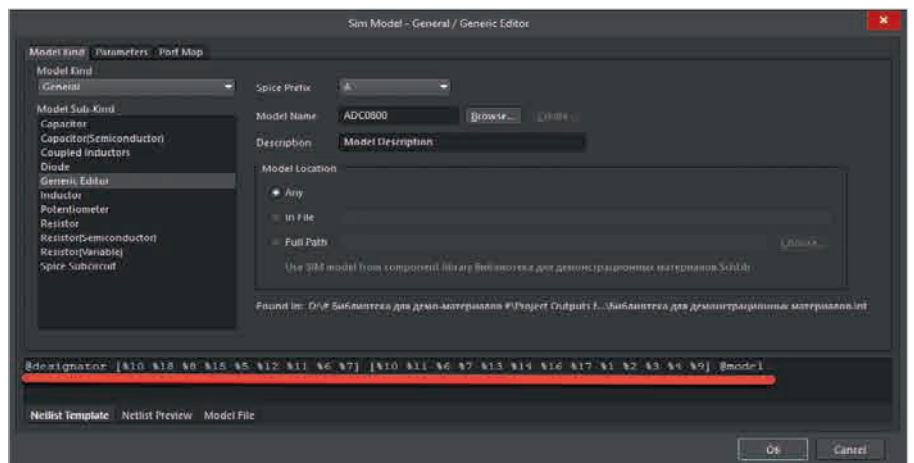 Sim Model - General / Generic Editor
Model Kind Parameters Port Map
Model Kind
General
Spice Prefix A
Model Sub-Kind
Capacitor
Capacitor(Semiconductor)
Coupled Inductors
Diode
Generic Editor
Inductor
Potentiometer
Resistor
Resistor(Semiconductor)
Resistor(Variable)
Spice Subcircuit
Model Name ADC0800 Browse...
Description Model Description
Model Location
Any
In File
Full Path Choose...
Use SIM model from component library Библиотека для демонстрационных материалов.SchLib
Found In: D:\# Библиотека для демо-материалов #\Project Outputs f...\Библиотека для демонстрационных материалов.int
@designator [%10 %18 %8 %15 %5 %12 %11 %6 %7] [%10 %11 %6 %7 %13 %14 %16 %17 %1 %2 %3 %4 %9] @model
Netlist Template Netlist Preview Model File
OK Cancel